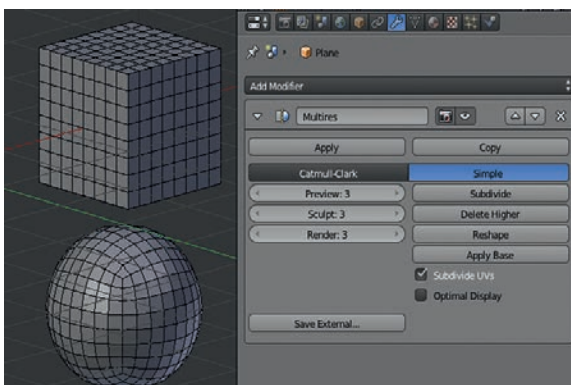 Plane
Add Modifier
Multires
Apply
Copy
Catmull-Clark
Simple
Preview: 3
Subdivide
Sculpt: 3
Delete Higher
Render: 3
Reshape
Apply Base
Subdivide UVs
Optimal Display
Save External...